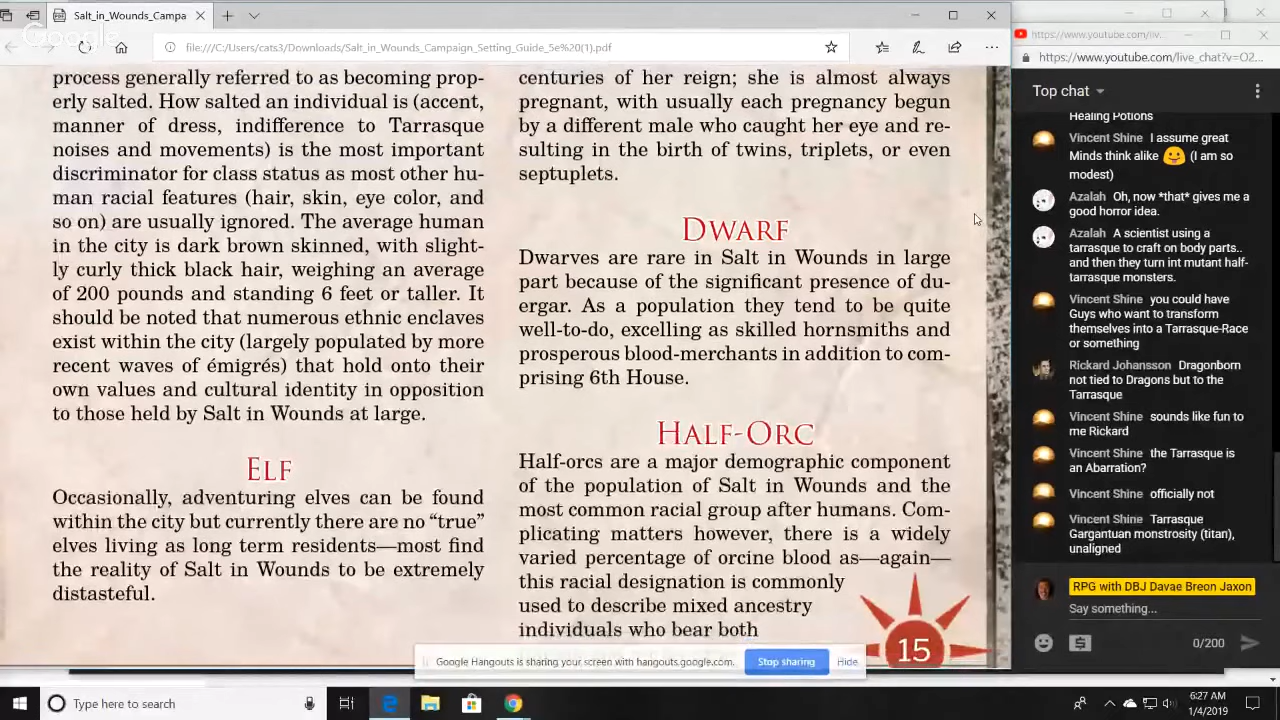 Salt_in_Wounds_Campa
Google
file:///C:/Users/cats3/Downloads/Salt_in_Wounds_Campaign_Setting_Guide_5e%20(1).pdf
process generally referred to as becoming prop-
erly salted. How salted an individual is (accent,
manner of dress, indifference to Tarrasque
noises and movements) is the most important
discriminator for class status as most other hu-
man racial features (hair, skin, eye color, and
so on) are usually ignored. The average human
in the city is dark brown skinned, with slight-
ly curly thick black hair, weighing an average
of 200 pounds and standing 6 feet or taller. It
should be noted that numerous ethnic enclaves
exist within the city (largely populated by more
recent waves of émigrés) that hold onto their
own values and cultural identity in opposition
to those held by Salt in Wounds at large.
Elf
Occasionally, adventuring elves can be found
within the city but currently there are no “true”
elves living as long term residents—most find
the reality of Salt in Wounds to be extremely
distasteful.
centuries of her reign; she is almost always
pregnant, with usually each pregnancy begun
by a different male who caught her eye and re-
sulting in the birth of twins, triplets, or even
septuplets.
Dwarf
Dwarves are rare in Salt in Wounds in large
part because of the significant presence of du-
ergar. As a population they tend to be quite
well-to-do, excelling as skilled hornsmiths and
prosperous blood-merchants in addition to com-
prising 6th House.
Half-Orc
Half-orcs are a major demographic component
of the population of Salt in Wounds and the
most common racial group after humans. Com-
plicating matters however, there is a widely
varied percentage of orcine blood as—again—
this racial designation is commonly
used to describe mixed ancestry
individuals who bear both
15
Google Hangouts is sharing your screen with hangouts.google.com.
Stop sharing
Hide
https://www.youtube.com/liv...
https://www.youtube.com/live_chat?v=O2...
Top chat
Healing Potions
Vincent Shine I assume great
Minds think alike 😀 (I am so
modest)
Azalah Oh, now *that* gives me a
good horror idea.
Azalah A scientist using a
tarrasque to craft on body parts..
and then they turn int mutant half-
tarrasque monsters.
Vincent Shine you could have
Guys who want to transform
themselves into a Tarrasque-Race
or something
Rickard Johansson Dragonborn
not tied to Dragons but to the
Tarrasque
Vincent Shine sounds like fun to
me Rickard
Vincent Shine the Tarrasque is
an Abarration?
Vincent Shine officially not
Vincent Shine Tarrasque
Gargantuan monstrosity (titan),
unaligned
RPG with DBJ Davae Breon Jaxon
Say something...
0/200
Type here to search
6:27 AM
1/4/2019